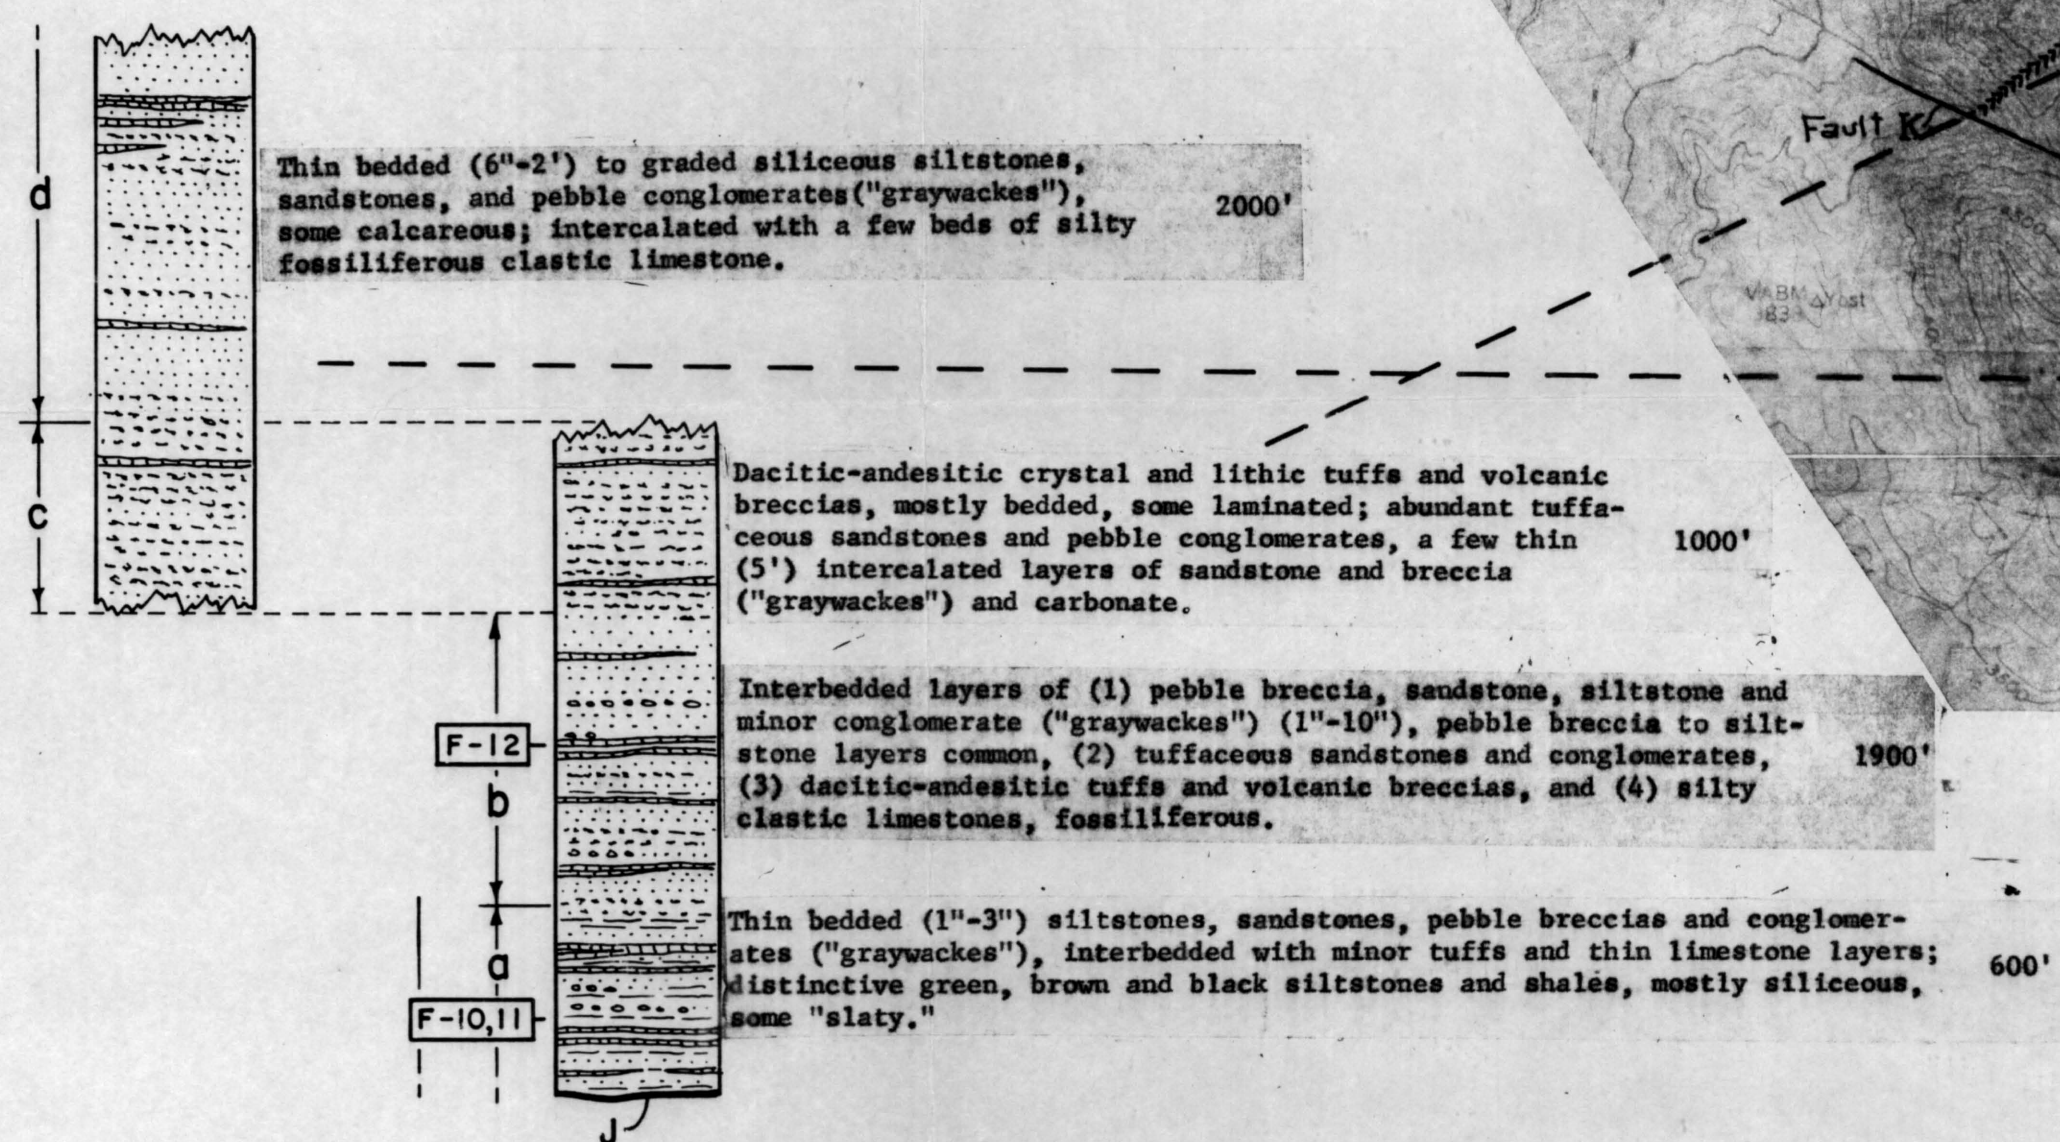 d
Thin bedded (6"-2') to graded siliceous siltstones,
sandstones, and pebble conglomerates("graywackes"),
some calcareous; intercalated with a few beds of silty
fossiliferous clastic limestone.
2000'
Fault K
VABM Yost
c
Dacitic-andesitic crystal and lithic tuffs and volcanic
breccias, mostly bedded, some laminated; abundant tuffa-
ceous sandstones and pebble conglomerates, a few thin
(5') intercalated layers of sandstone and breccia
("graywackes") and carbonate.
1000'
F-12
b
Interbedded layers of (1) pebble breccia, sandstone, siltstone and
minor conglomerate ("graywackes") (1"-10"), pebble breccia to silt-
stone layers common, (2) tuffaceous sandstones and conglomerates,
(3) dacitic-andesitic tuffs and volcanic breccias, and (4) silty
clastic limestones, fossiliferous.
1900'
3500
a
F-10,11
Thin bedded (1"-3") siltstones, sandstones, pebble breccias and conglomer-
ates ("graywackes"), interbedded with minor tuffs and thin limestone layers;
distinctive green, brown and black siltstones and shales, mostly siliceous,
some "slaty."
600'
J